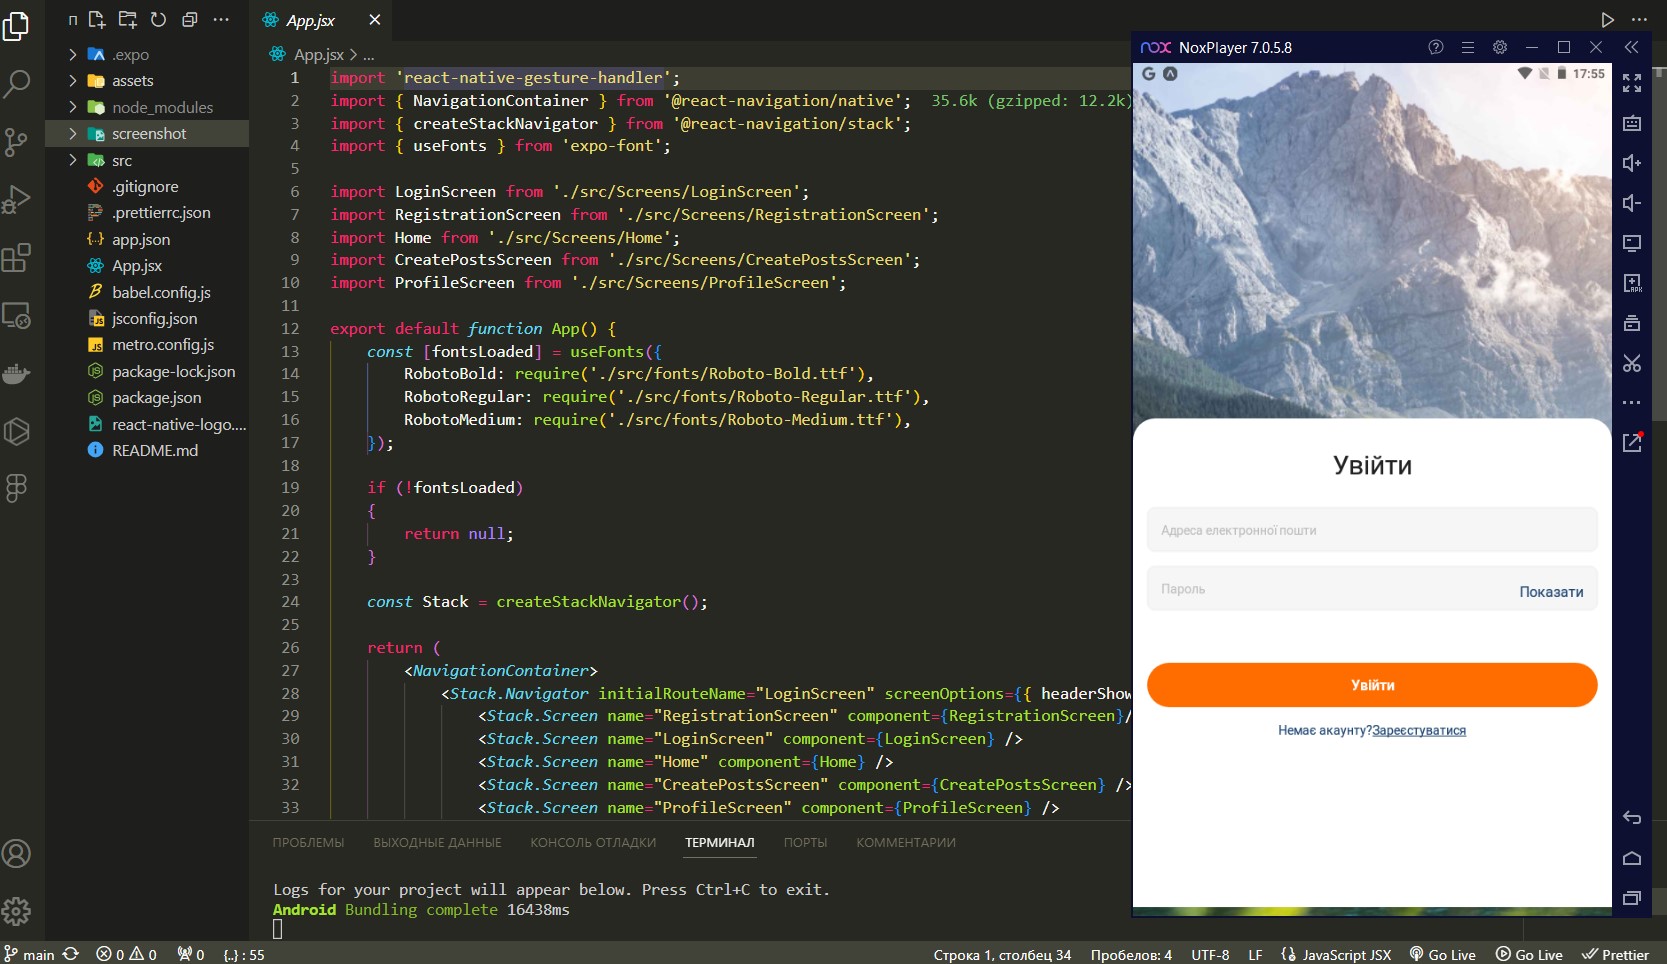 П
App.jsx
App.jsx > ...
.expo
assets
node_modules
screenshot
src
.gitignore
.prettierrc.json
app.json
App.jsx
babel.config.js
jsconfig.json
metro.config.js
package-lock.json
package.json
react-native-logo....
README.md
1 import 'react-native-gesture-handler';
2 import { NavigationContainer } from '@react-navigation/native'; 35.6k (gzipped: 12.2k)
3 import { createStackNavigator } from '@react-navigation/stack';
4 import { useFonts } from 'expo-font';
5
6 import LoginScreen from './src/Screens/LoginScreen';
7 import RegistrationScreen from './src/Screens/RegistrationScreen';
8 import Home from './src/Screens/Home';
9 import CreatePostsScreen from './src/Screens/CreatePostsScreen';
10 import ProfileScreen from './src/Screens/ProfileScreen';
11
12 export default function App() {
13 const [fontsLoaded] = useFonts({
14 RobotoBold: require('./src/fonts/Roboto-Bold.ttf'),
15 RobotoRegular: require('./src/fonts/Roboto-Regular.ttf'),
16 RobotoMedium: require('./src/fonts/Roboto-Medium.ttf'),
17 });
18
19 if (!fontsLoaded)
20 {
21 return null;
22 }
23
24 const Stack = createStackNavigator();
25
26 return (
27 <NavigationContainer>
28 <Stack.Navigator initialRouteName="LoginScreen" screenOptions={{ headerShow
29 <Stack.Screen name="RegistrationScreen" component={RegistrationScreen}/
30 <Stack.Screen name="LoginScreen" component={LoginScreen} />
31 <Stack.Screen name="Home" component={Home} />
32 <Stack.Screen name="CreatePostsScreen" component={CreatePostsScreen} />
33 <Stack.Screen name="ProfileScreen" component={ProfileScreen} />
ПРОБЛЕМЫ ВЫХОДНЫЕ ДАННЫЕ КОНСОЛЬ ОТЛАДКИ ТЕРМИНАЛ ПОРТЫ КОММЕНТАРИИ
Logs for your project will appear below. Press Ctrl+C to exit.
Android Bundling complete 16438ms
nox NoxPlayer 7.0.5.8
G 17:55
APK
Увійти
Адреса електронної пошти
Пароль Показати
Увійти
Немає акаунту?Зареєстуватися
main 0 0 0 {..} : 55 Строка 1, столбец 34 Пробелов: 4 UTF-8 LF JavaScript JSX Go Live Go Live Prettier